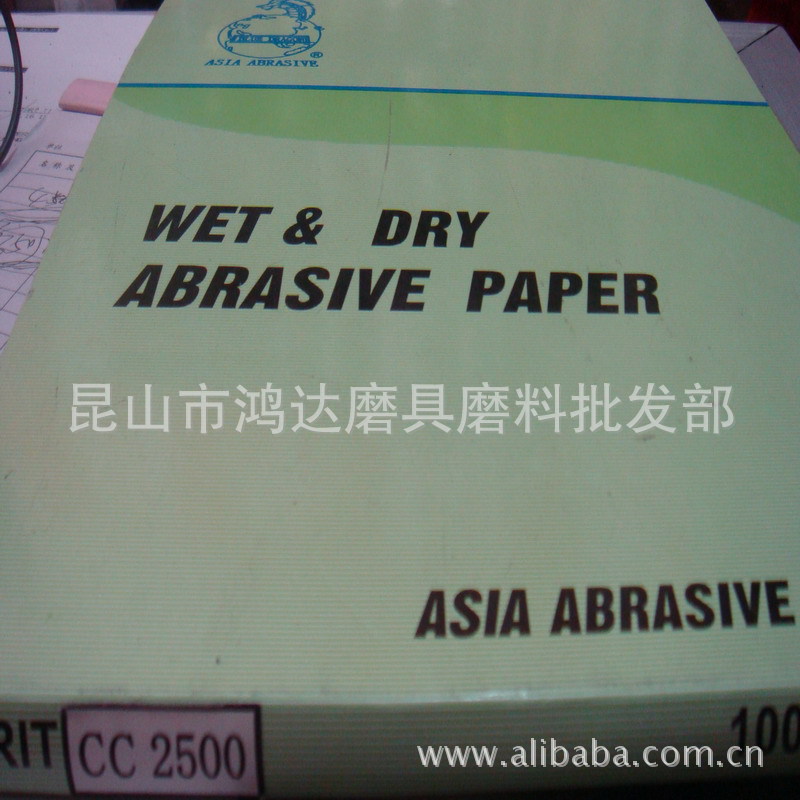 ASIA ABRASIVE ®
WET & DRY
ABRASIVE PAPER
昆山市鸿达磨具磨料批发部
ASIA ABRASIVE
RIT CC 2500
100
www.alibaba.com.cn